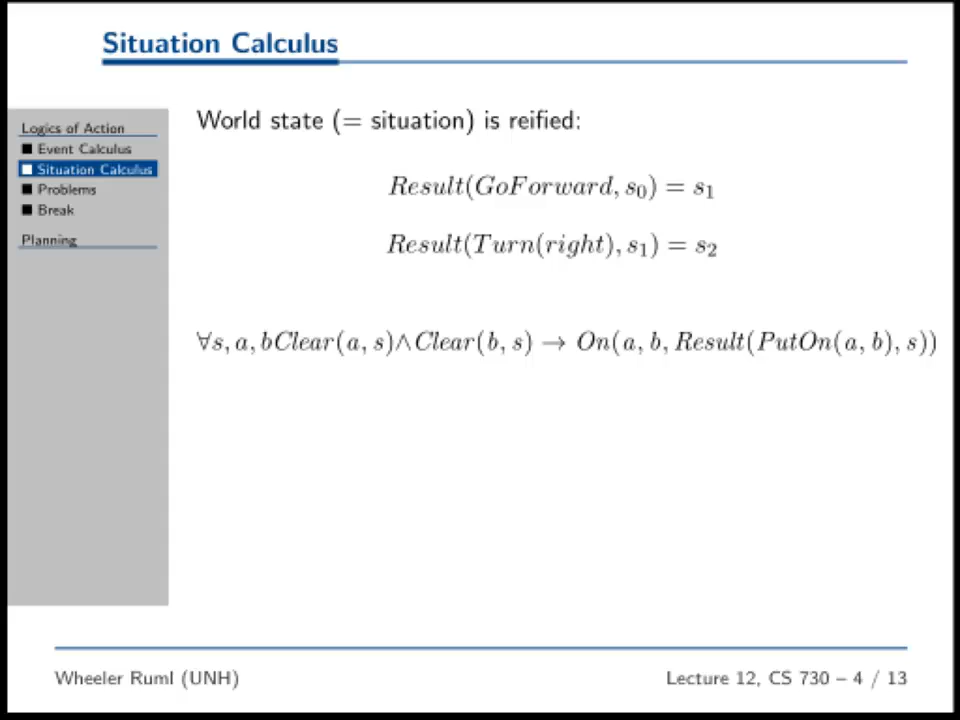 Situation Calculus
Logics of Action
Event Calculus
Situation Calculus
Problems
Break
Planning
World state (= situation) is reified:
Result(GoForward, s₀) = s₁
Result(Turn(right), s₁) = s₂
∀s, a, bClear(a, s)∧Clear(b, s) → On(a, b, Result(PutOn(a, b), s))
Wheeler Ruml (UNH)
Lecture 12, CS 730 – 4 / 13